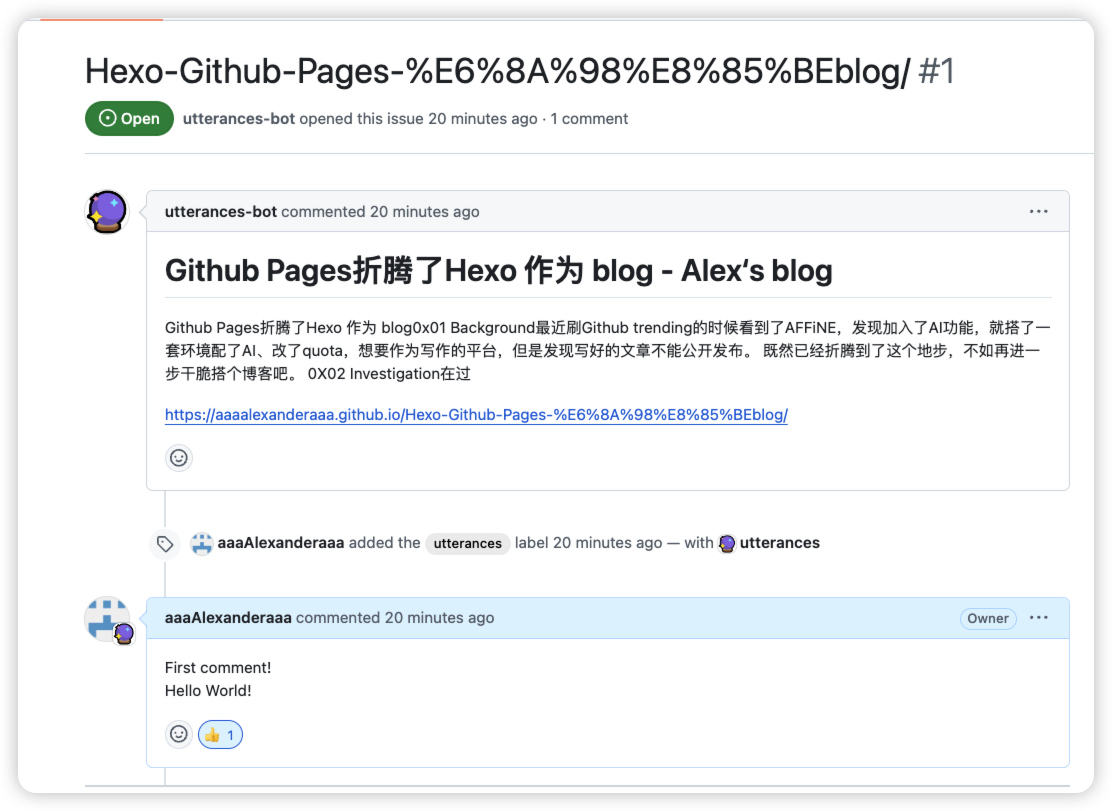 Hexo-Github-Pages-%E6%8A%98%E8%85%BEblog/ #1
Open utterances-bot opened this issue 20 minutes ago · 1 comment
utterances-bot commented 20 minutes ago
Github Pages折腾了Hexo 作为 blog - Alex‘s blog
Github Pages折腾了Hexo 作为 blog0x01 Background最近刷Github trending的时候看到了AFFiNE，发现加入了AI功能，就搭了一
套环境配了AI、改了quota，想要作为写作的平台，但是发现写好的文章不能公开发布。 既然已经折腾到了这个地步，不如再进一
步干脆搭个博客吧。 0X02 Investigation在过
https://aaaalexanderaaa.github.io/Hexo-Github-Pages-%E6%8A%98%E8%85%BEblog/
aaaAlexanderaaa added the utterances label 20 minutes ago — with utterances
aaaAlexanderaaa commented 20 minutes ago Owner
First comment!
Hello World!
👍 1